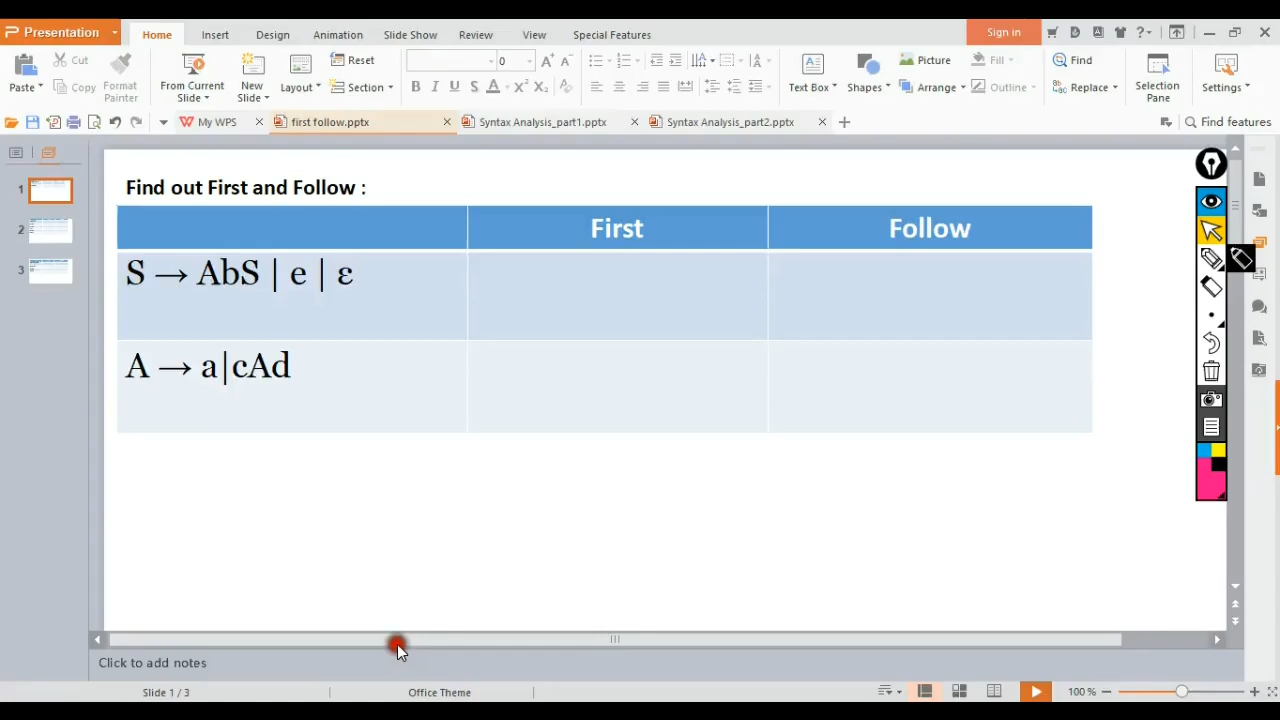 Presentation
Home Insert Design Animation Slide Show Review View Special Features Sign in
Paste Cut Copy Format Painter From Current Slide New Slide Layout Reset Section 0 B I U S A X² X₂ Text Box Shapes Picture Arrange Fill Outline Find Replace Selection Pane Settings
My WPS first follow.pptx Syntax Analysis_part1.pptx Syntax Analysis_part2.pptx Find features
1
2
3
Find out First and Follow :
First Follow
S → AbS | e | ε
A → a|cAd
Click to add notes
Slide 1 / 3 Office Theme 100 %